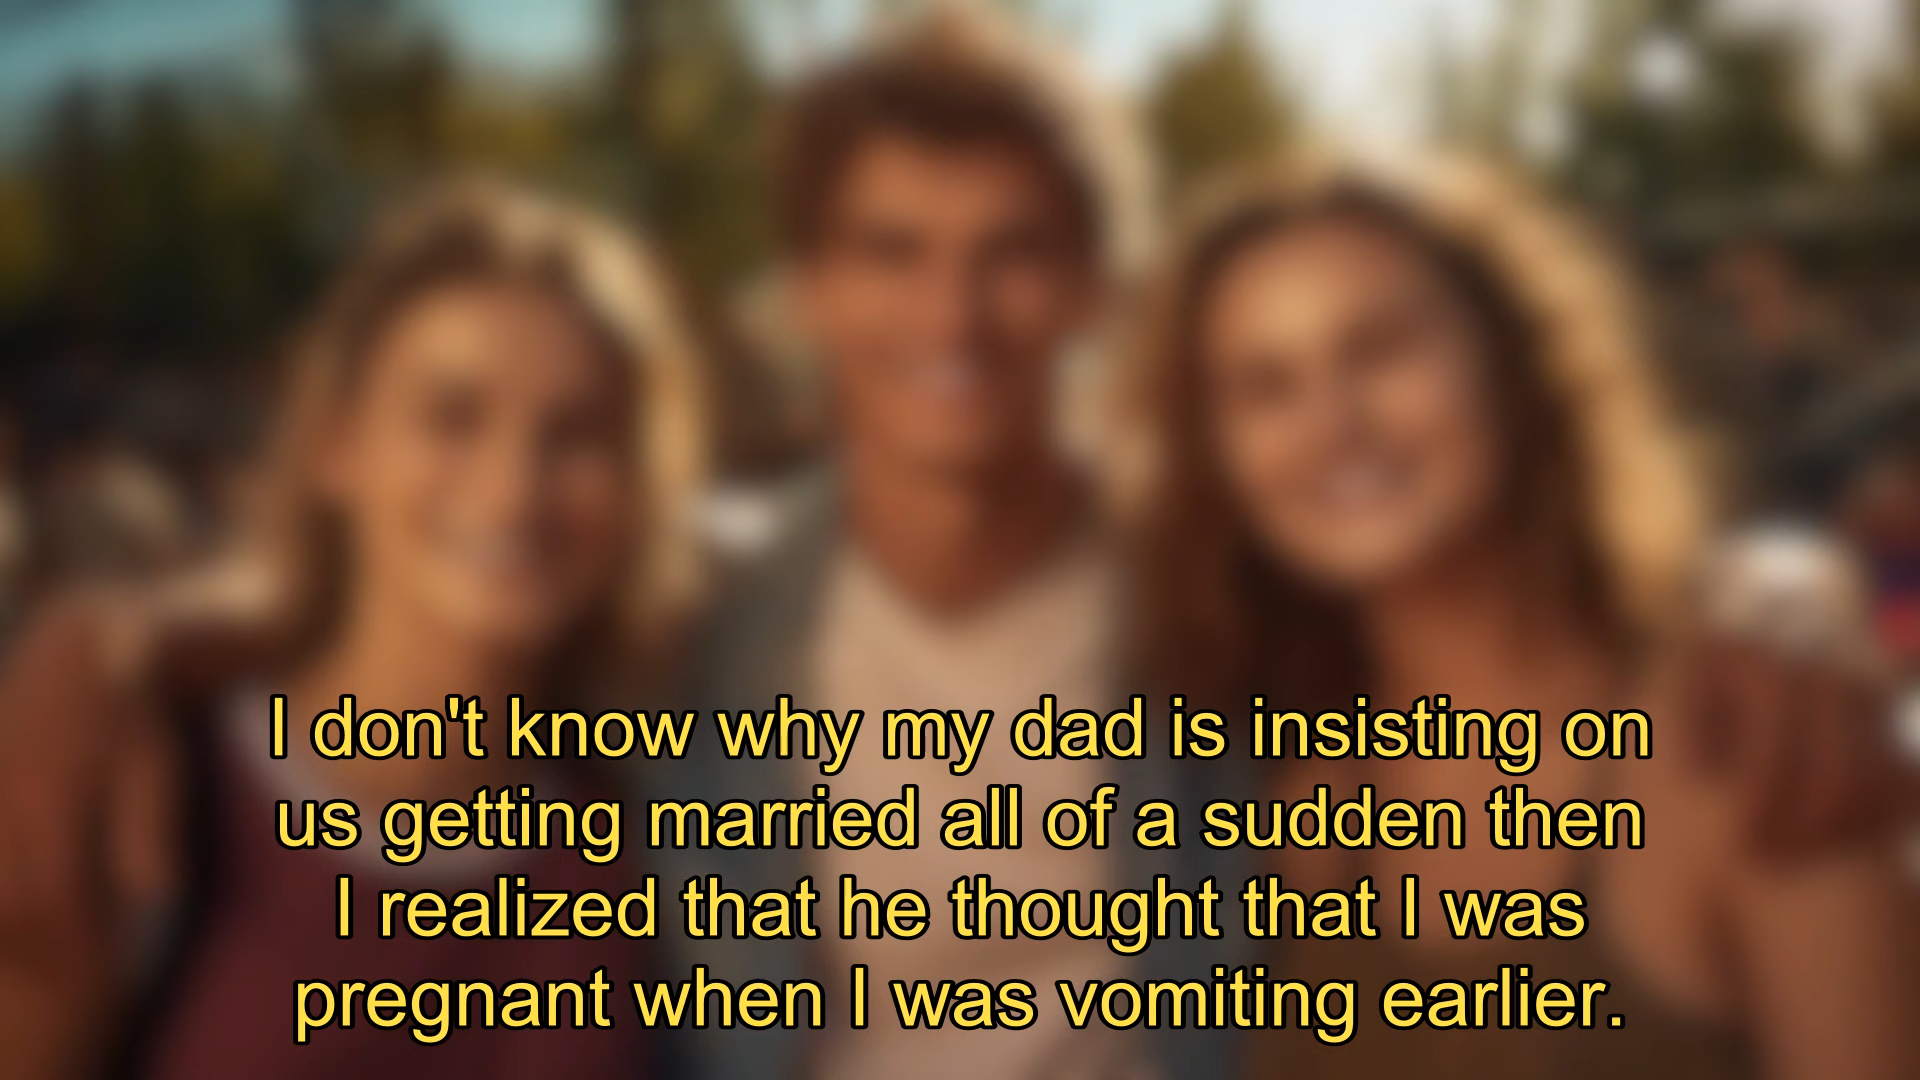 I don't know why my dad is insisting on
us getting married all of a sudden then
I realized that he thought that I was
pregnant when I was vomiting earlier.